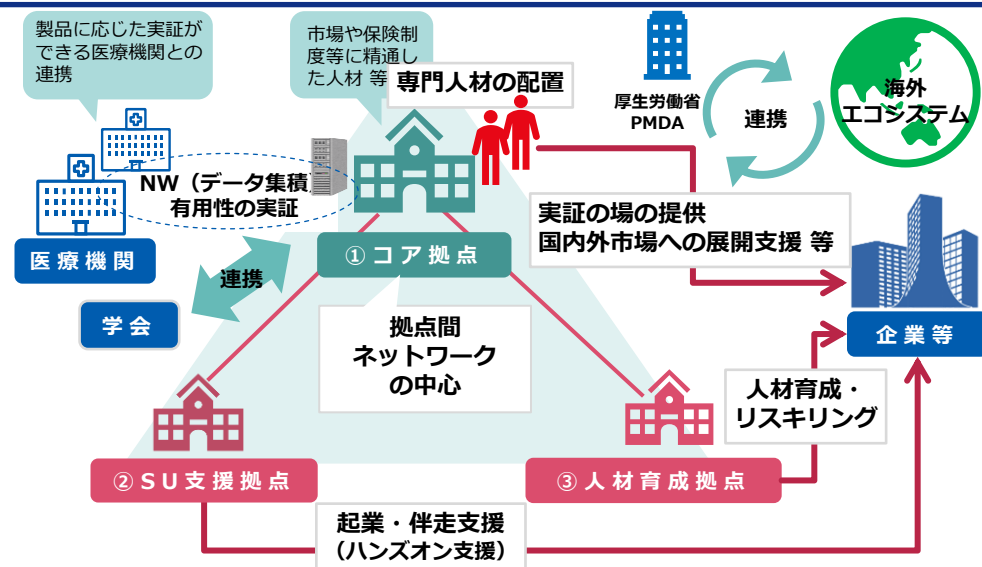 製品に応じた実証が
できる医療機関との
連携
市場や保険制
度等に精通し
た人材 等
専門人材の配置
厚生労働省
PMDA
連携
海外
エコシステム
NW（データ集積
有用性の実証
医療機関
連携
学会
①コア拠点
実証の場の提供
国内外市場への展開支援 等
拠点間
ネットワーク
の中心
企業等
人材育成・
リスキリング
②SU支援拠点
③人材育成拠点
起業・伴走支援
（ハンズオン支援）